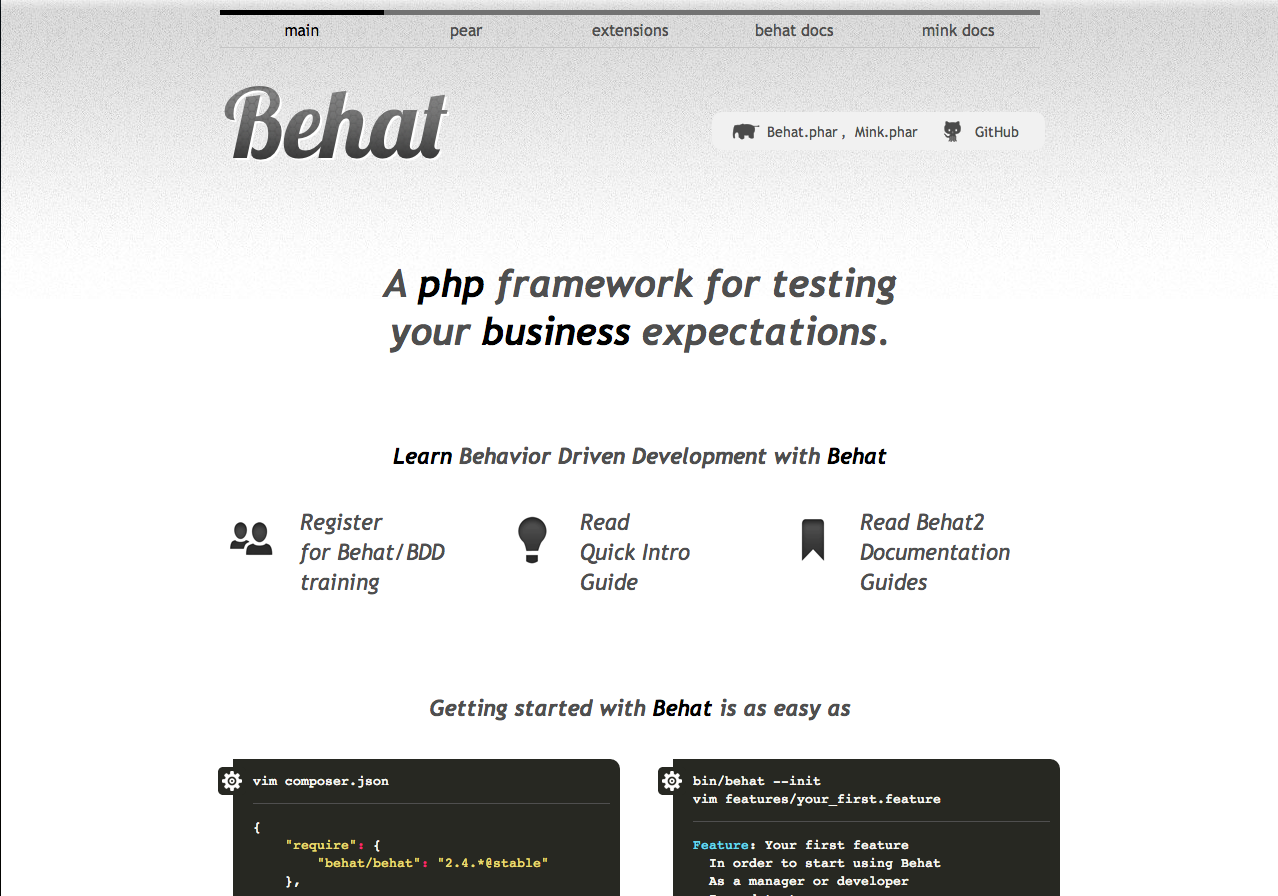 main pear extensions behat docs mink docs
Behat
Behat.phar , Mink.phar GitHub
A php framework for testing
your business expectations.
Learn Behavior Driven Development with Behat
Register
for Behat/BDD
training
Read
Quick Intro
Guide
Read Behat2
Documentation
Guides
Getting started with Behat is as easy as
vim composer.json
{
"require": {
"behat/behat": "2.4.*@stable"
},
bin/behat --init
vim features/your_first.feature
Feature: Your first feature
In order to start using Behat
As a manager or developer